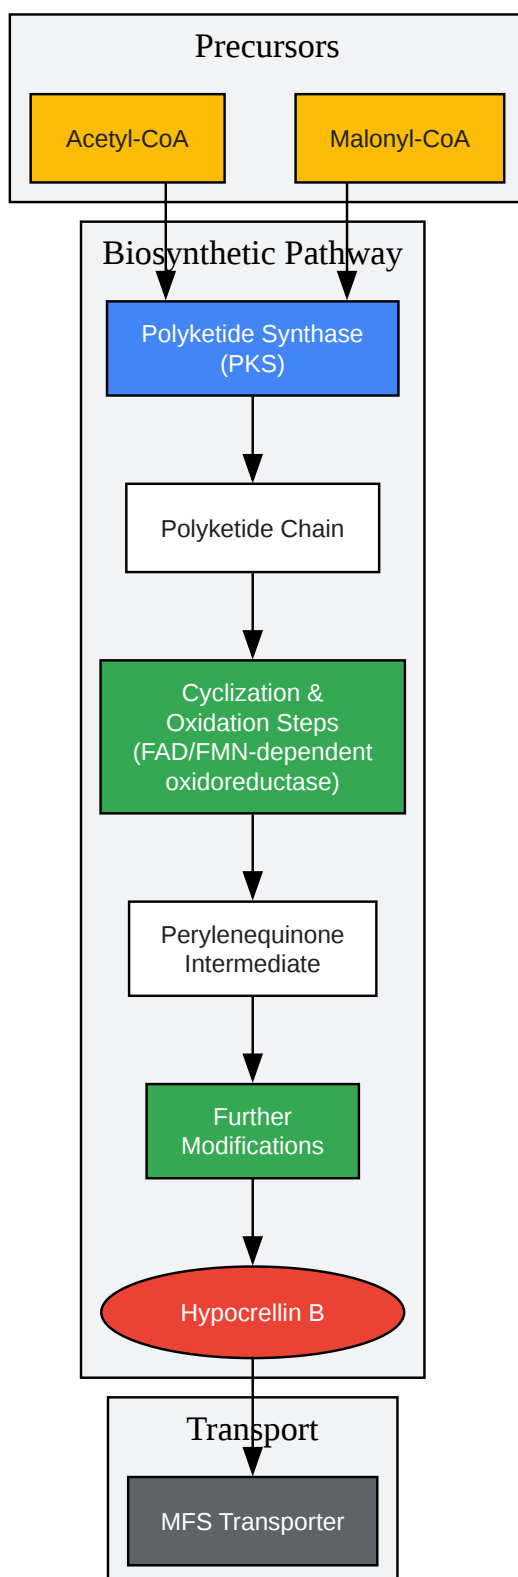 Precursors
Acetyl-CoA
Malonyl-CoA
Biosynthetic Pathway
Polyketide Synthase
(PKS)
Polyketide Chain
Cyclization &
Oxidation Steps
(FAD/FMN-dependent
oxidoreductase)
Perylenequinone
Intermediate
Further
Modifications
Hypocrellin B
Transport
MFS Transporter